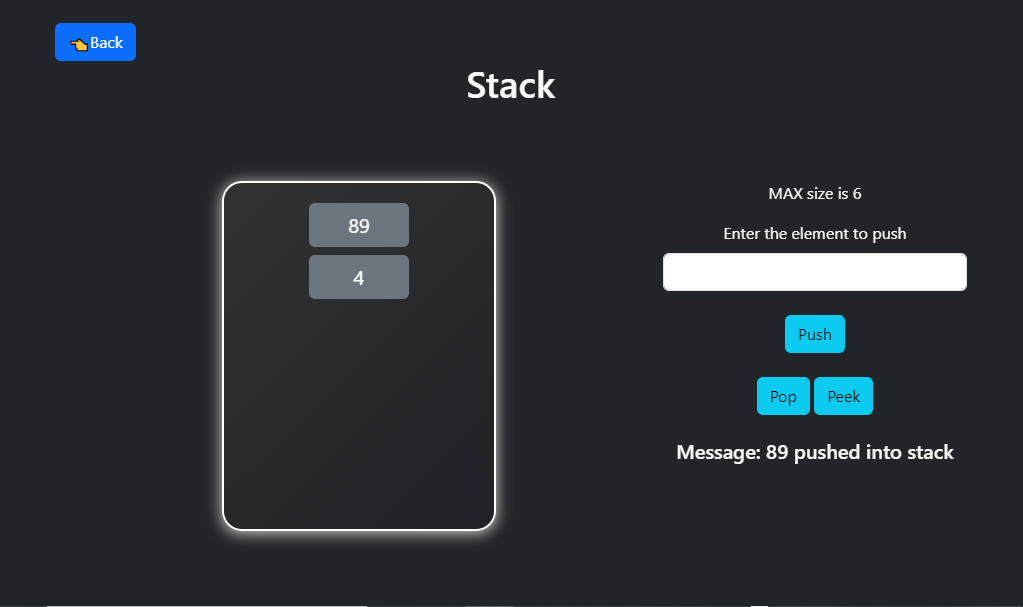 👈Back
Stack
89
4
MAX size is 6
Enter the element to push
Push
Pop Peek
Message: 89 pushed into stack